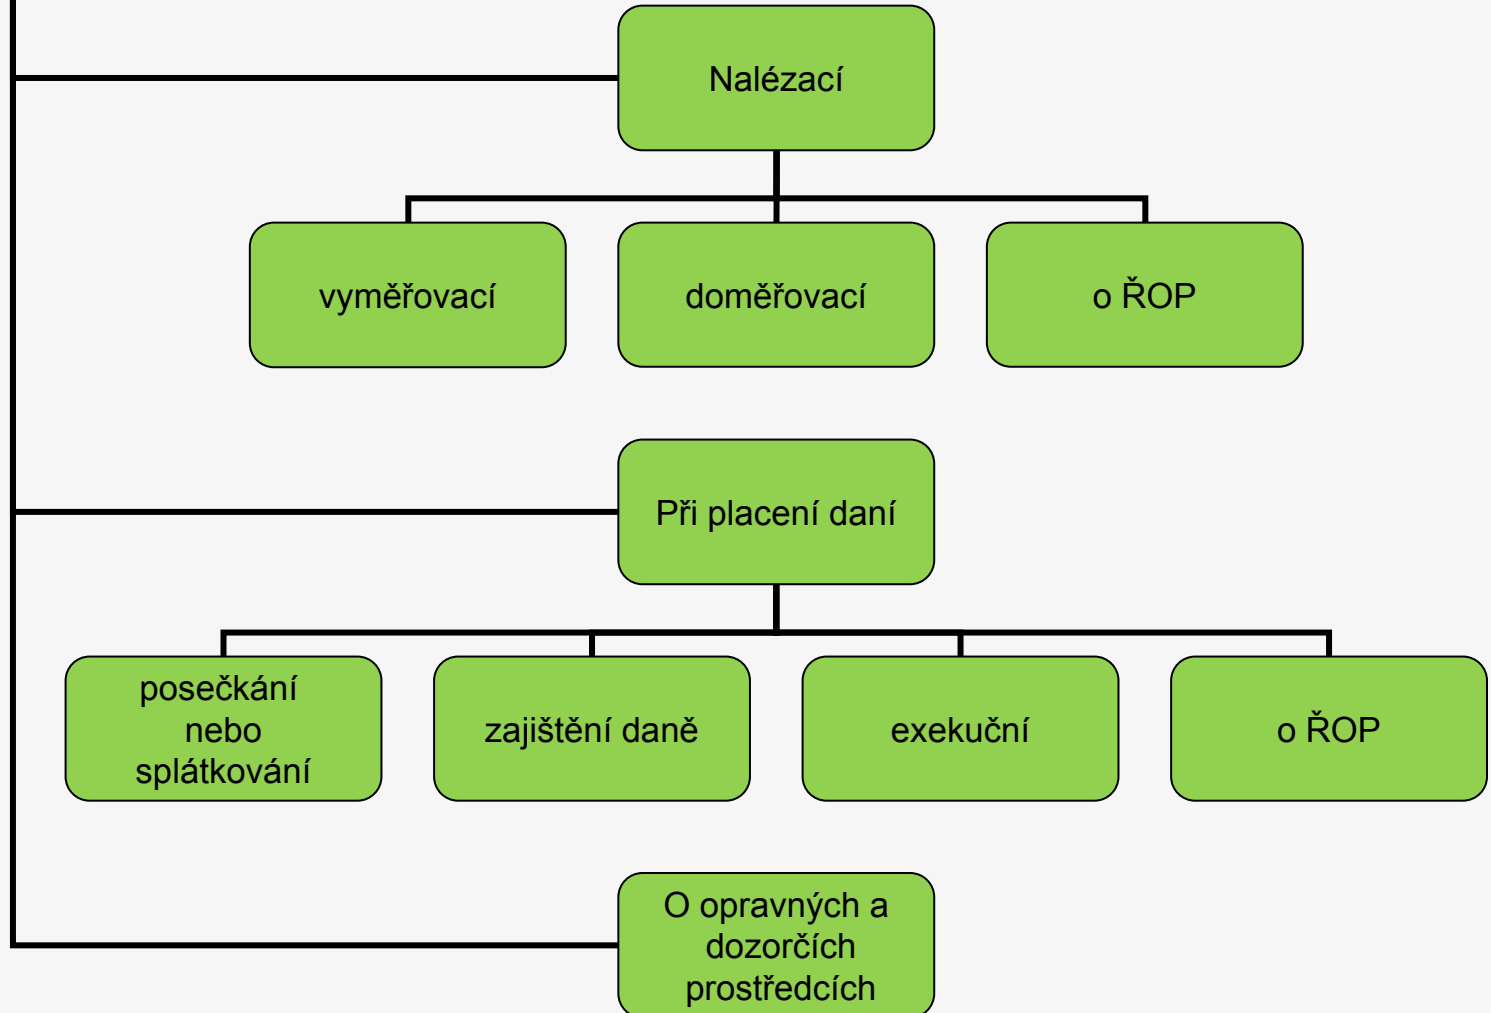 Nalézací
vyměřovací
doměřovací
o ŘOP
Při placení daní
posečkání
nebo
splátkování
zajištění daně
exekuční
o ŘOP
O opravných a
dozorčích
prostředcích